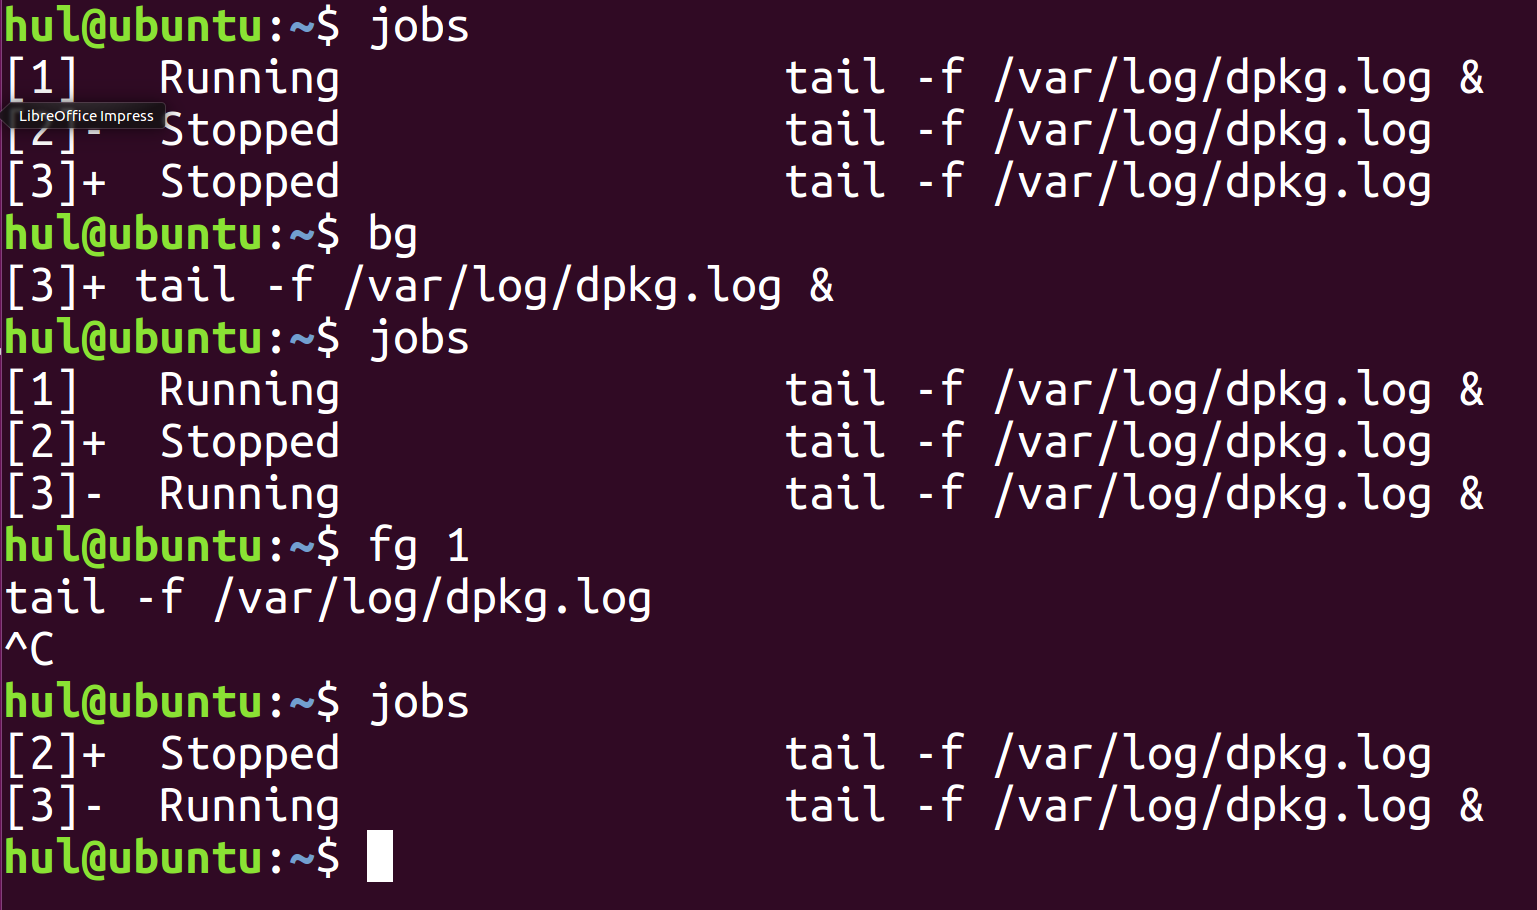 hul@ubuntu:~$ jobs
[1]   Running                 tail -f /var/log/dpkg.log &
LibreOffice Impress
[2]-  Stopped                 tail -f /var/log/dpkg.log
[3]+  Stopped                 tail -f /var/log/dpkg.log
hul@ubuntu:~$ bg
[3]+ tail -f /var/log/dpkg.log &
hul@ubuntu:~$ jobs
[1]   Running                 tail -f /var/log/dpkg.log &
[2]+  Stopped                 tail -f /var/log/dpkg.log
[3]-  Running                 tail -f /var/log/dpkg.log &
hul@ubuntu:~$ fg 1
tail -f /var/log/dpkg.log
^C
hul@ubuntu:~$ jobs
[2]+  Stopped                 tail -f /var/log/dpkg.log
[3]-  Running                 tail -f /var/log/dpkg.log &
hul@ubuntu:~$